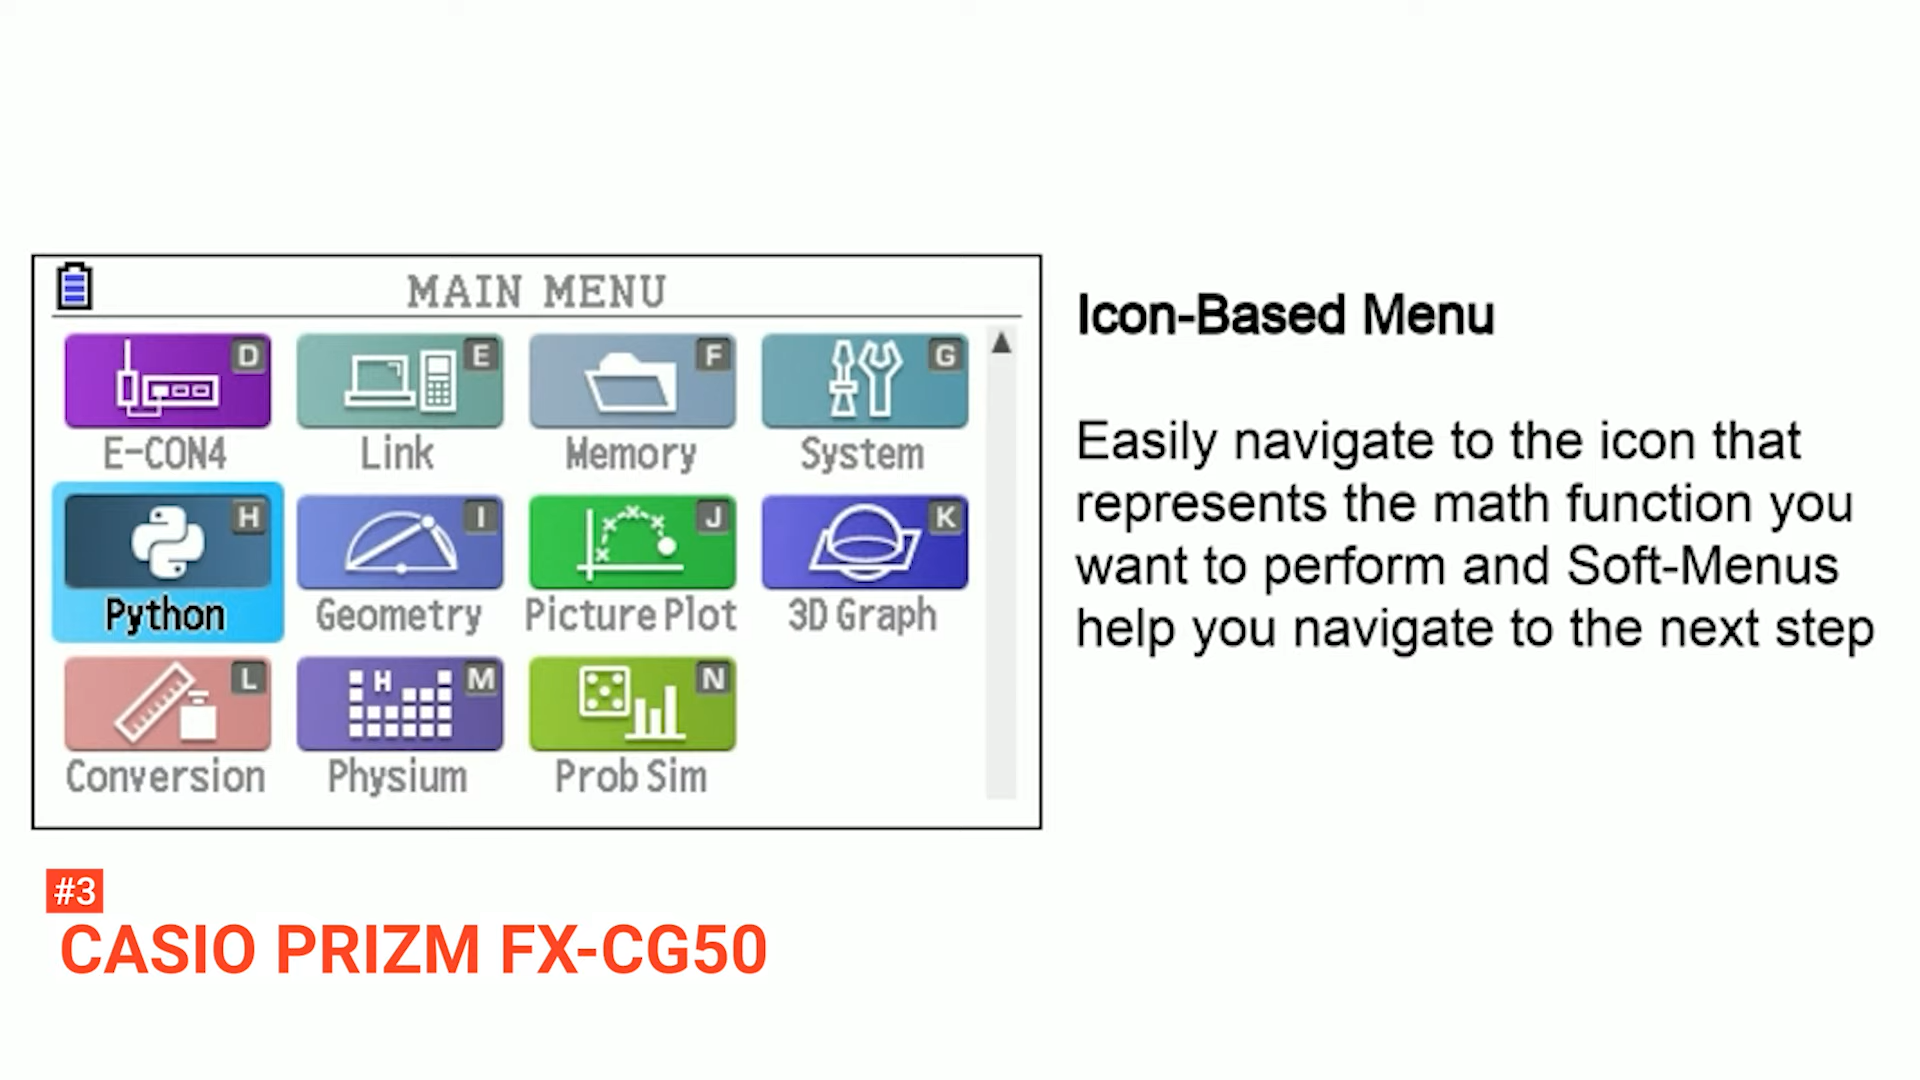 MAIN MENU
D E F G
E-CON4 Link Memory System
H I J K
Python Geometry Picture Plot 3D Graph
L H M N
Conversion Physium Prob Sim
Icon-Based Menu
Easily navigate to the icon that
represents the math function you
want to perform and Soft-Menus
help you navigate to the next step
#3
CASIO PRIZM FX-CG50